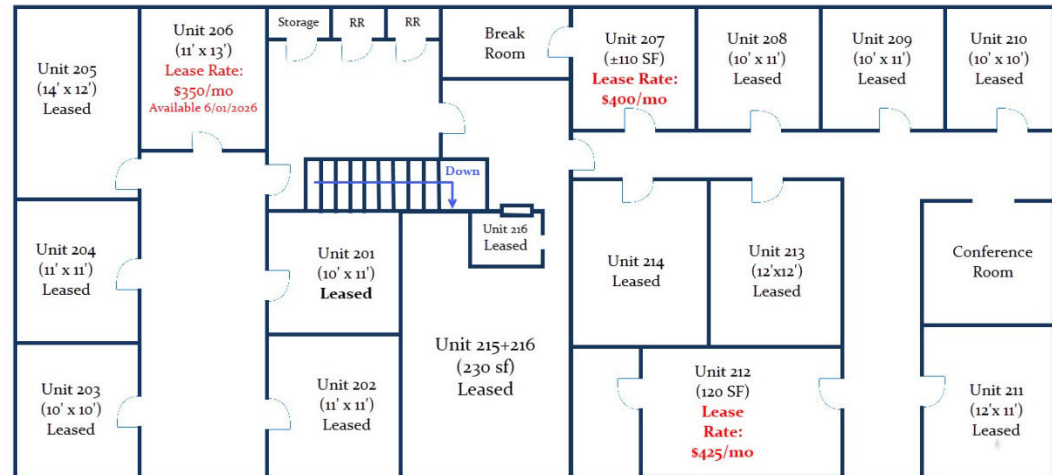 Unit 205
(14' x 12')
Leased
Unit 206
(11' x 13')
Lease Rate:
$350/mo
Available 6/01/2026
Storage
RR
RR
Break
Room
Unit 207
(±110 SF)
Lease Rate:
$400/mo
Unit 208
(10' x 11')
Leased
Unit 209
(10' x 11')
Leased
Unit 210
(10' x 10')
Leased
Down
Unit 204
(11' x 11')
Leased
Unit 201
(10' x 11')
Leased
Unit 216
Leased
Unit 214
Leased
Unit 213
(12'x12')
Leased
Conference
Room
Unit 203
(10' x 10')
Leased
Unit 202
(11' x 11')
Leased
Unit 215+216
(230 sf)
Leased
Unit 212
(120 SF)
Lease
Rate:
$425/mo
Unit 211
(12'x 11')
Leased